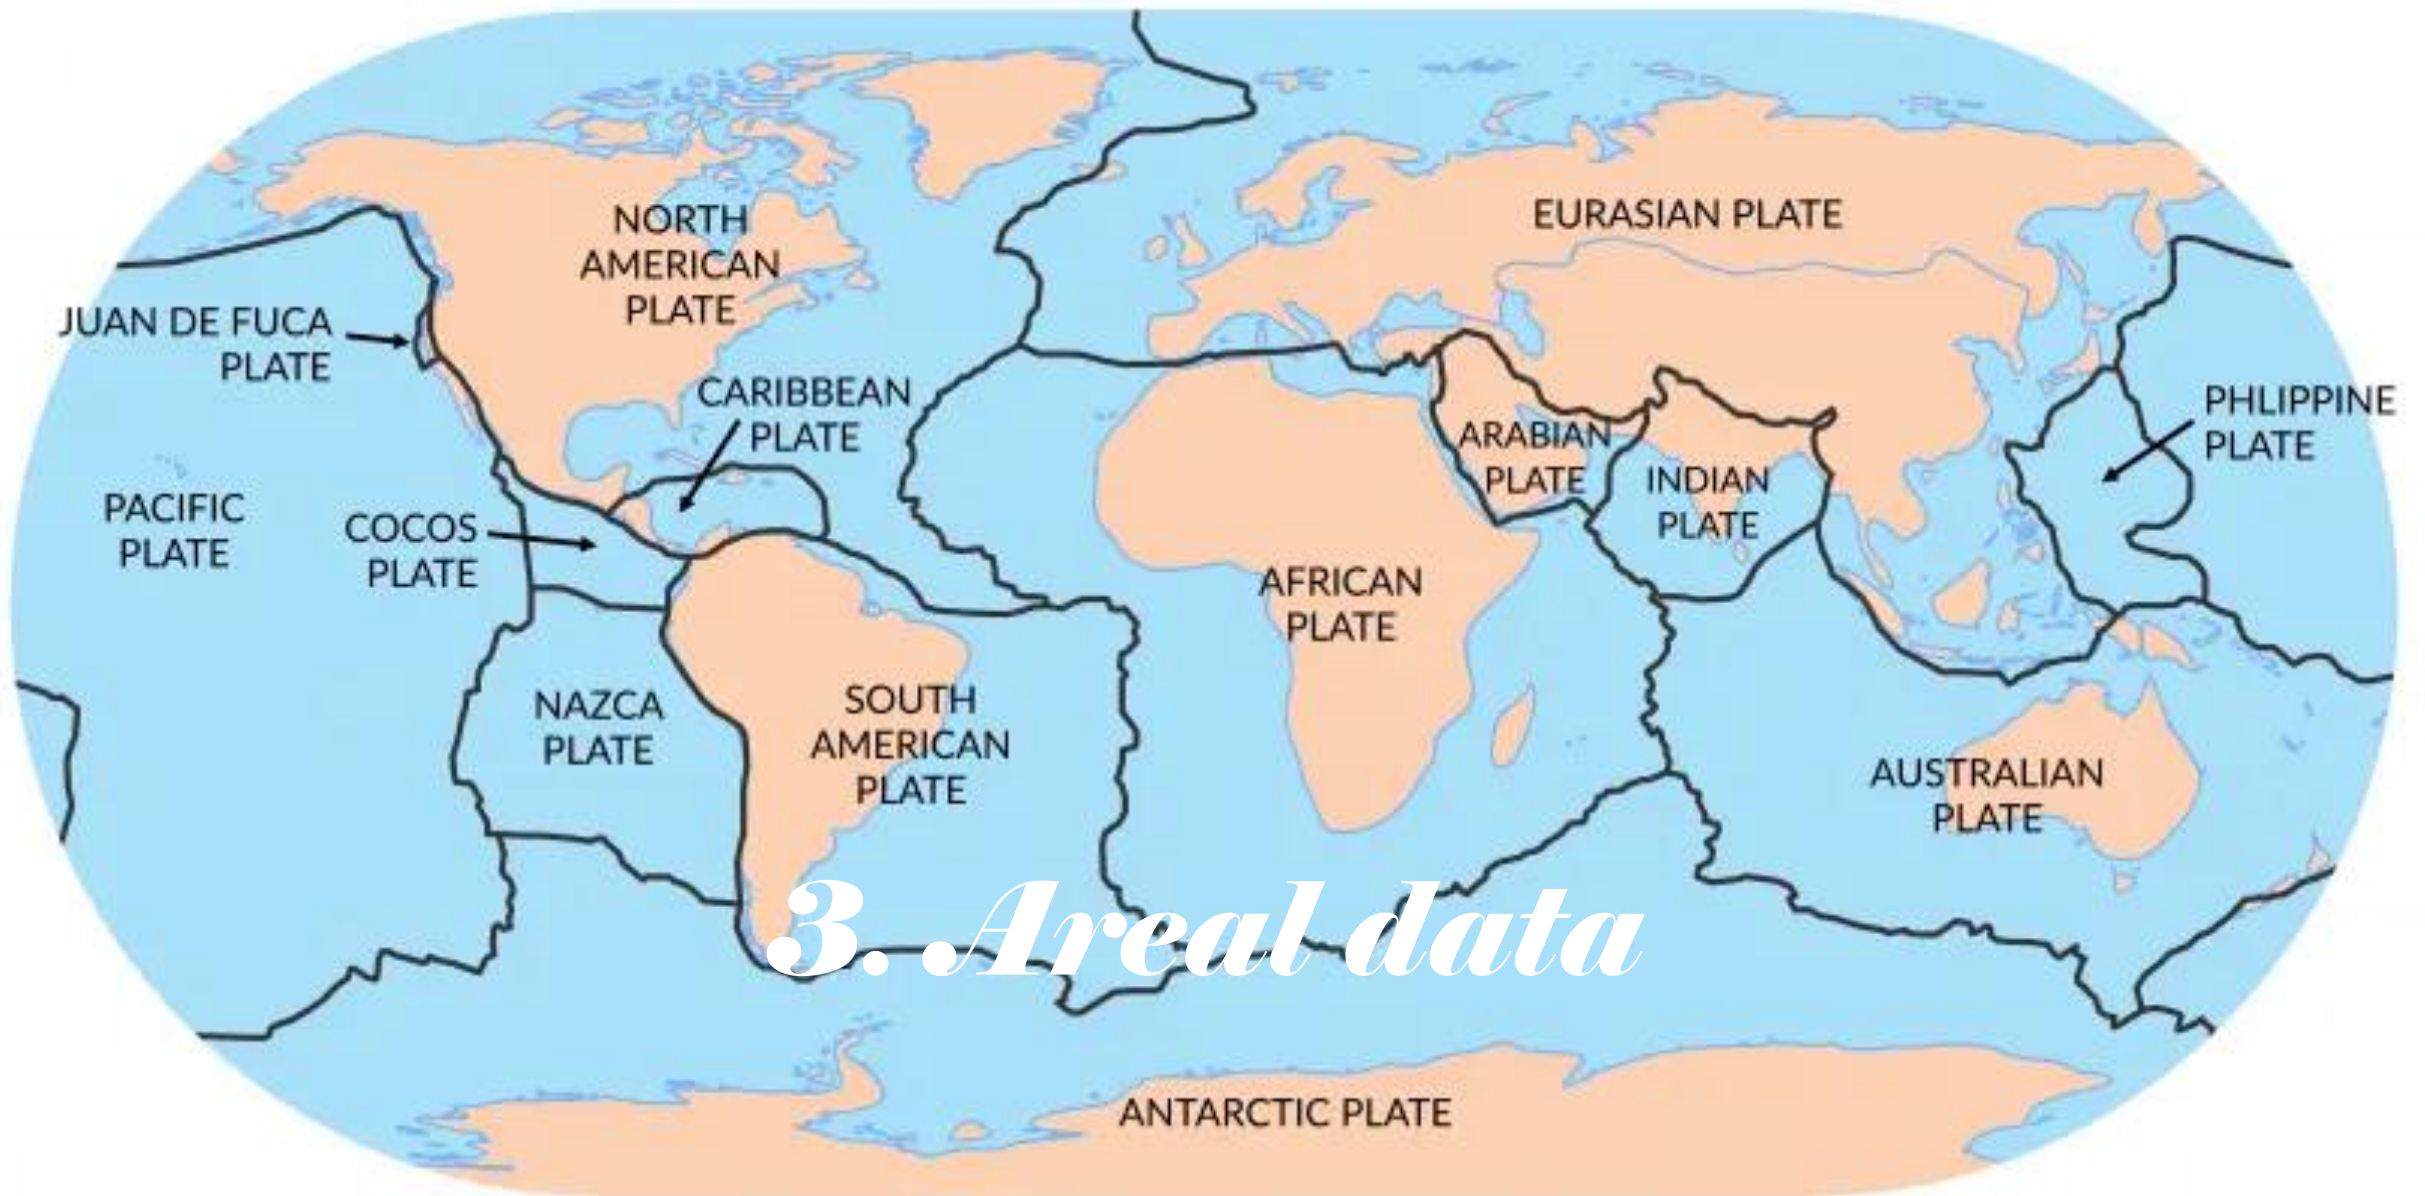 NORTH
AMERICAN
PLATE
EURASIAN PLATE
JUAN DE FUCA
PLATE
CARIBBEAN
PLATE
ARABIAN
PLATE
INDIAN
PLATE
PHLIPPINE
PLATE
PACIFIC
PLATE
COCOS
PLATE
AFRICAN
PLATE
NAZCA
PLATE
SOUTH
AMERICAN
PLATE
AUSTRALIAN
PLATE
3. Areal data
ANTARCTIC PLATE